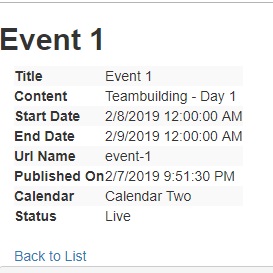 Event 1
Title Event 1
Content Teambuilding - Day 1
Start Date 2/8/2019 12:00:00 AM
End Date 2/9/2019 12:00:00 AM
Url Name event-1
Published On 2/7/2019 9:51:30 PM
Calendar Calendar Two
Status Live
Back to List